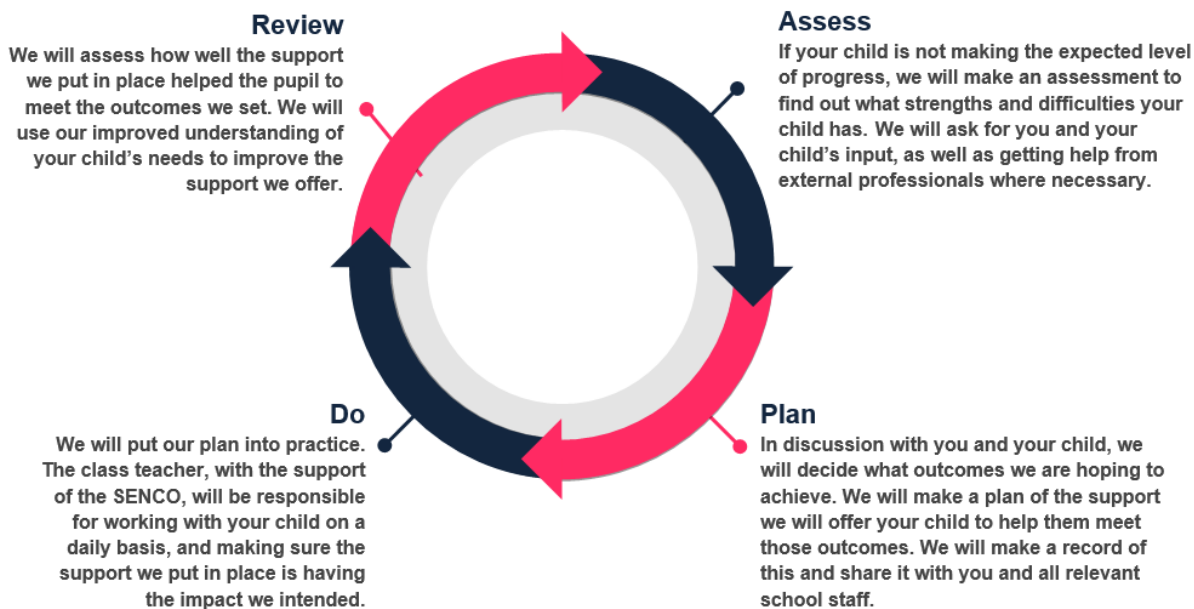 Review
We will assess how well the support
we put in place helped the pupil to
meet the outcomes we set. We will
use our improved understanding of
your child’s needs to improve the
support we offer.
Assess
If your child is not making the expected level
of progress, we will make an assessment to
find out what strengths and difficulties your
child has. We will ask for you and your
child’s input, as well as getting help from
external professionals where necessary.
Do
We will put our plan into practice.
The class teacher, with the support
of the SENCO, will be responsible
for working with your child on a
daily basis, and making sure the
support we put in place is having
the impact we intended.
Plan
In discussion with you and your child, we
will decide what outcomes we are hoping to
achieve. We will make a plan of the support
we will offer your child to help them meet
those outcomes. We will make a record of
this and share it with you and all relevant
school staff.